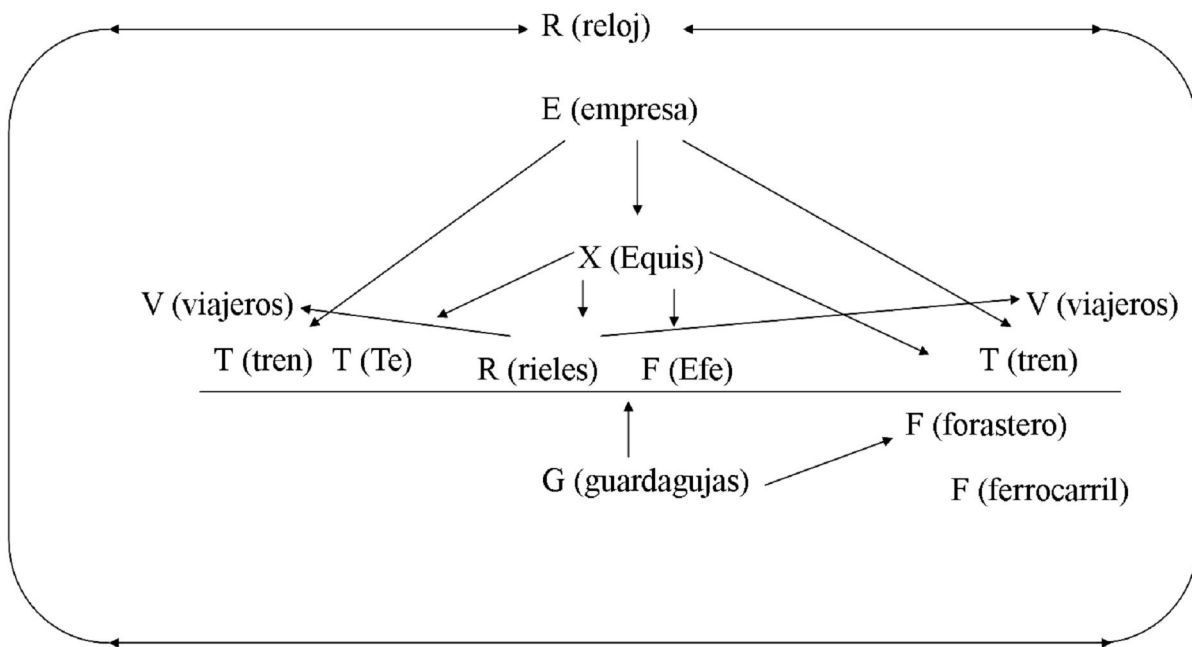 R (reloj)
E (empresa)
X (Equis)
V (viajeros)
V (viajeros)
T (tren)
T (Te)
R (rieles)
F (Efe)
T (tren)
F (forastero)
G (guardagujas)
F (ferrocarril)